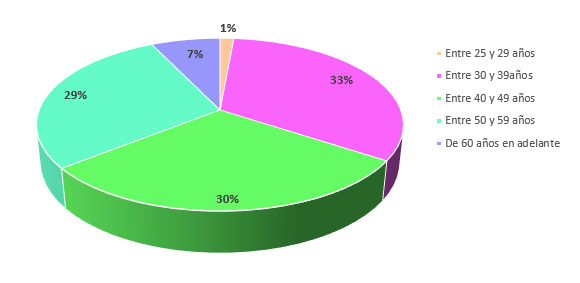 1%
33%
30%
29%
7%
Entre 25 y 29 años
Entre 30 y 39años
Entre 40 y 49 años
Entre 50 y 59 años
De 60 años en adelante